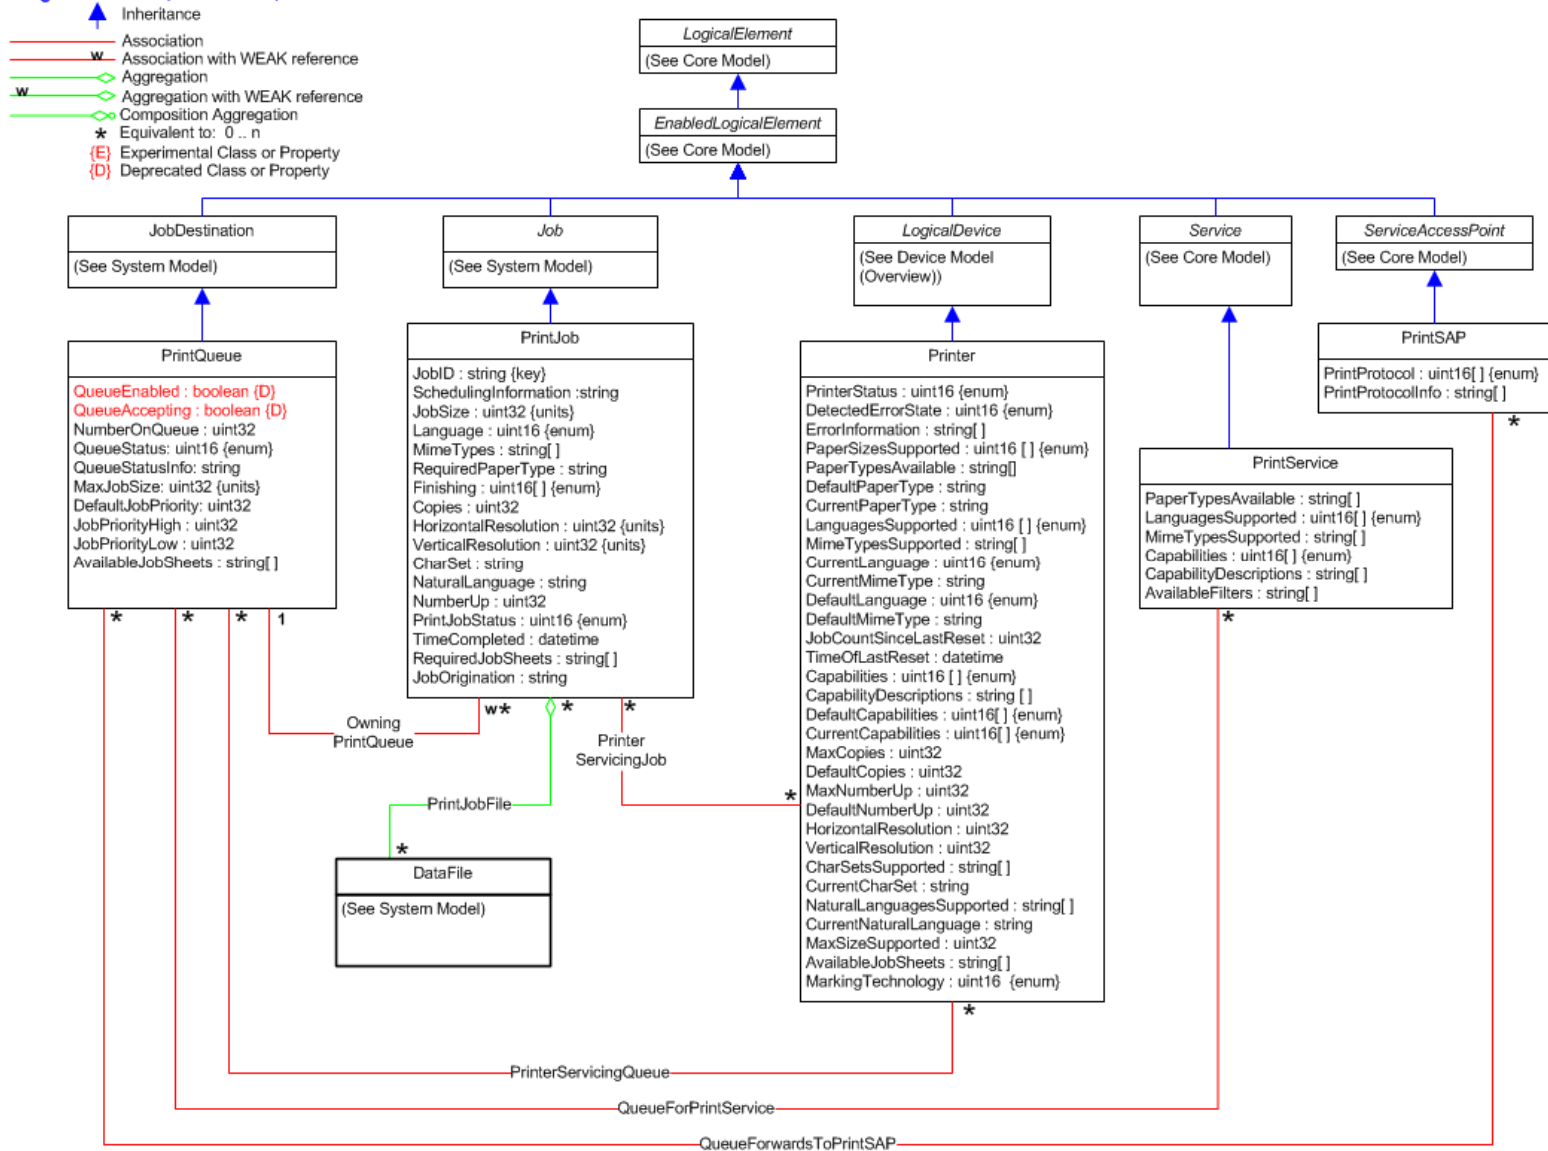 Inheritance
Association
w
Association with WEAK reference
Aggregation
w
Aggregation with WEAK reference
Composition Aggregation
* Equivalent to: 0 .. n
{E} Experimental Class or Property
{D} Deprecated Class or Property
LogicalElement
(See Core Model)
EnabledLogicalElement
(See Core Model)
JobDestination
(See System Model)
Job
(See System Model)
LogicalDevice
(See Device Model
(Overview))
Service
(See Core Model)
ServiceAccessPoint
(See Core Model)
PrintQueue
QueueEnabled : boolean {D}
QueueAccepting : boolean {D}
NumberOnQueue : uint32
QueueStatus: uint16 {enum}
QueueStatusInfo: string
MaxJobSize: uint32 {units}
DefaultJobPriority: uint32
JobPriorityHigh : uint32
JobPriorityLow : uint32
AvailableJobSheets : string[ ]
* * * 1
PrintJob
JobID : string {key}
SchedulingInformation :string
JobSize : uint32 {units}
Language : uint16 {enum}
MimeTypes : string[ ]
RequiredPaperType : string
Finishing : uint16[ ] {enum}
Copies : uint32
HorizontalResolution : uint32 {units}
VerticalResolution : uint32 {units}
CharSet : string
NaturalLanguage : string
NumberUp : uint32
PrintJobStatus : uint16 {enum}
TimeCompleted : datetime
RequiredJobSheets : string[ ]
JobOrigination : string
w* * *
Printer
PrinterStatus : uint16 {enum}
DetectedErrorState : uint16 {enum}
ErrorInformation : string[ ]
PaperSizesSupported : uint16 [ ] {enum}
PaperTypesAvailable : string[]
DefaultPaperType : string
CurrentPaperType : string
LanguagesSupported : uint16 [ ] {enum}
MimeTypesSupported : string[ ]
CurrentLanguage : uint16 {enum}
CurrentMimeType : string
DefaultLanguage : uint16 {enum}
DefaultMimeType : string
JobCountSinceLastReset : uint32
TimeOfLastReset : datetime
Capabilities : uint16 [ ] {enum}
CapabilityDescriptions : string [ ]
DefaultCapabilities : uint16[ ] {enum}
CurrentCapabilities : uint16[ ] {enum}
MaxCopies : uint32
DefaultCopies : uint32
MaxNumberUp : uint32
DefaultNumberUp : uint32
HorizontalResolution : uint32
VerticalResolution : uint32
CharSetsSupported : string[ ]
CurrentCharSet : string
NaturalLanguagesSupported : string[ ]
CurrentNaturalLanguage : string
MaxSizeSupported : uint32
AvailableJobSheets : string[ ]
MarkingTechnology : uint16 {enum}
*
PrintSAP
PrintProtocol : uint16[ ] {enum}
PrintProtocolInfo : string[ ]
*
PrintService
PaperTypesAvailable : string[ ]
LanguagesSupported : uint16[ ] {enum}
MimeTypesSupported : string[ ]
Capabilities : uint16[ ] {enum}
CapabilityDescriptions : string[ ]
AvailableFilters : string[ ]
*
Owning
PrintQueue
Printer
ServicingJob
*
PrintJobFile
*
DataFile
(See System Model)
PrinterServicingQueue
QueueForPrintService
QueueForwardsToPrintSAP